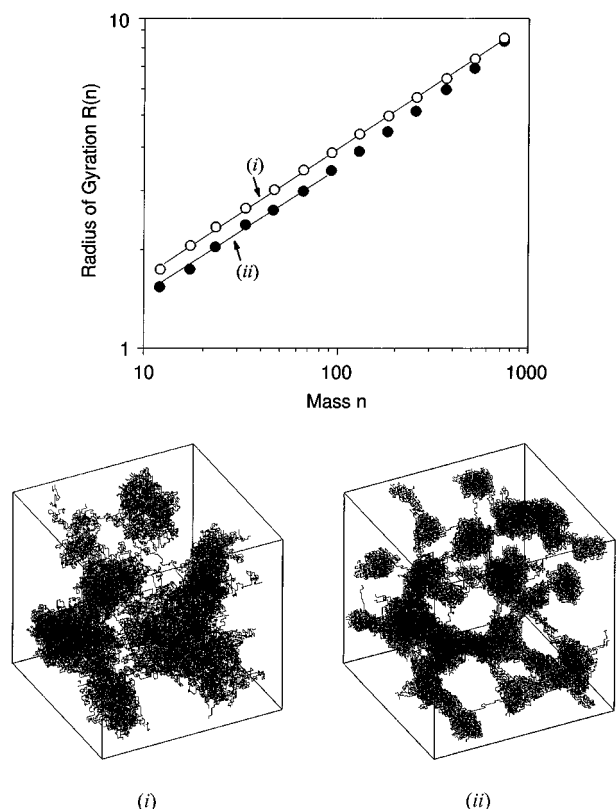 10
Radius of Gyration R(n)
(i)
(ii)
1
10
100
1000
Mass n
(i)
(ii)